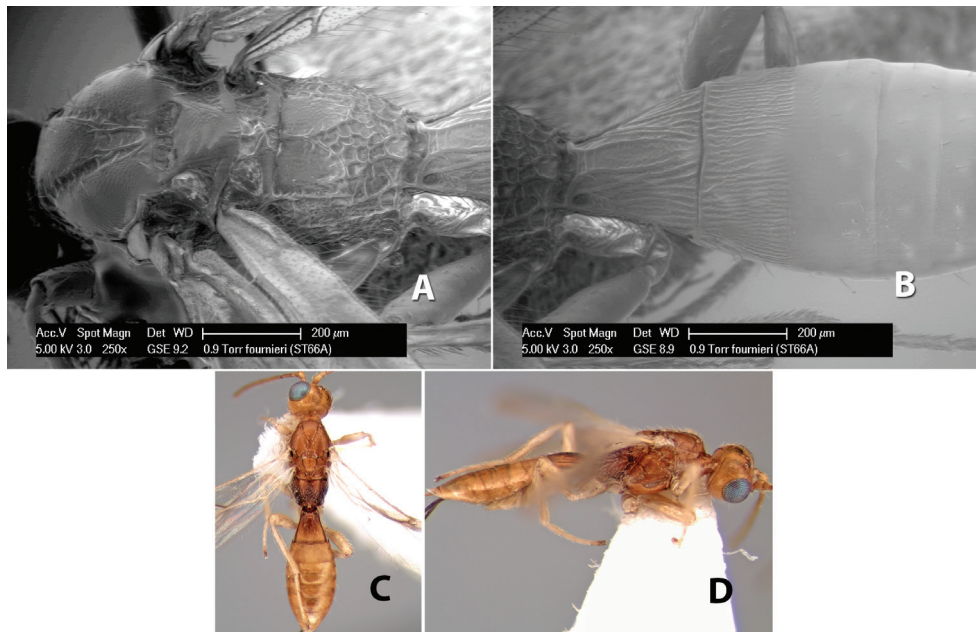 A
Acc.V Spot Magn Det WD 200 µm
5.00 kV 3.0 250x GSE 9.2 0.9 Torr fournieri (ST66A)
B
Acc.V Spot Magn Det WD 200 µm
5.00 kV 3.0 250x GSE 8.9 0.9 Torr fournieri (ST66A)
C
D